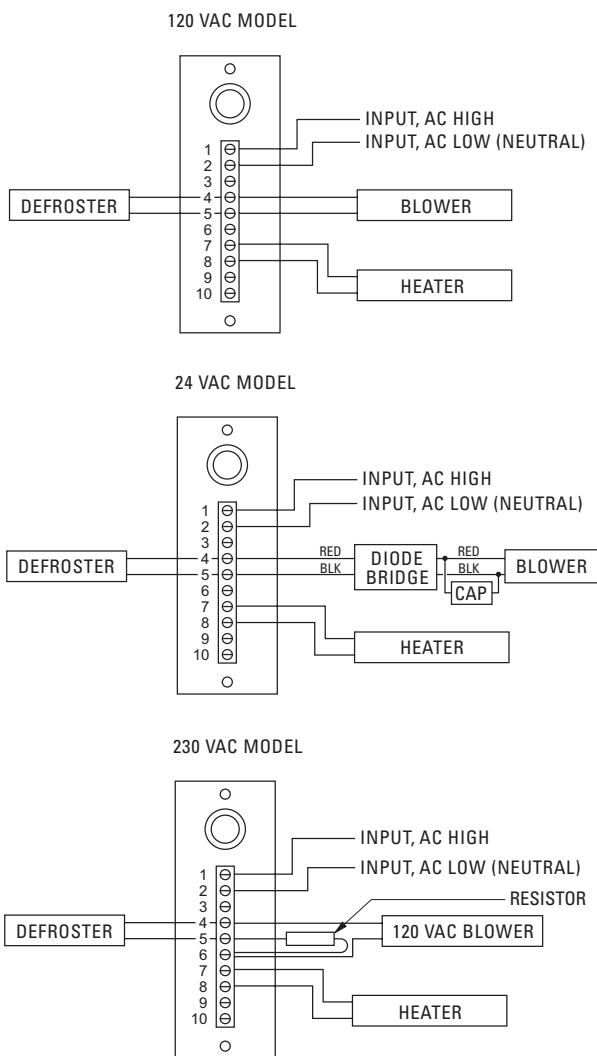 120 VAC MODEL
INPUT, AC HIGH
INPUT, AC LOW (NEUTRAL)
1
2
3
4
5
6
7
8
9
10
DEFROSTER
BLOWER
HEATER
24 VAC MODEL
INPUT, AC HIGH
INPUT, AC LOW (NEUTRAL)
1
2
3
4
5
6
7
8
9
10
DEFROSTER
RED
BLK
DIODE
BRIDGE
RED
BLK
CAP
BLOWER
HEATER
230 VAC MODEL
INPUT, AC HIGH
INPUT, AC LOW (NEUTRAL)
RESISTOR
1
2
3
4
5
6
7
8
9
10
DEFROSTER
120 VAC BLOWER
HEATER